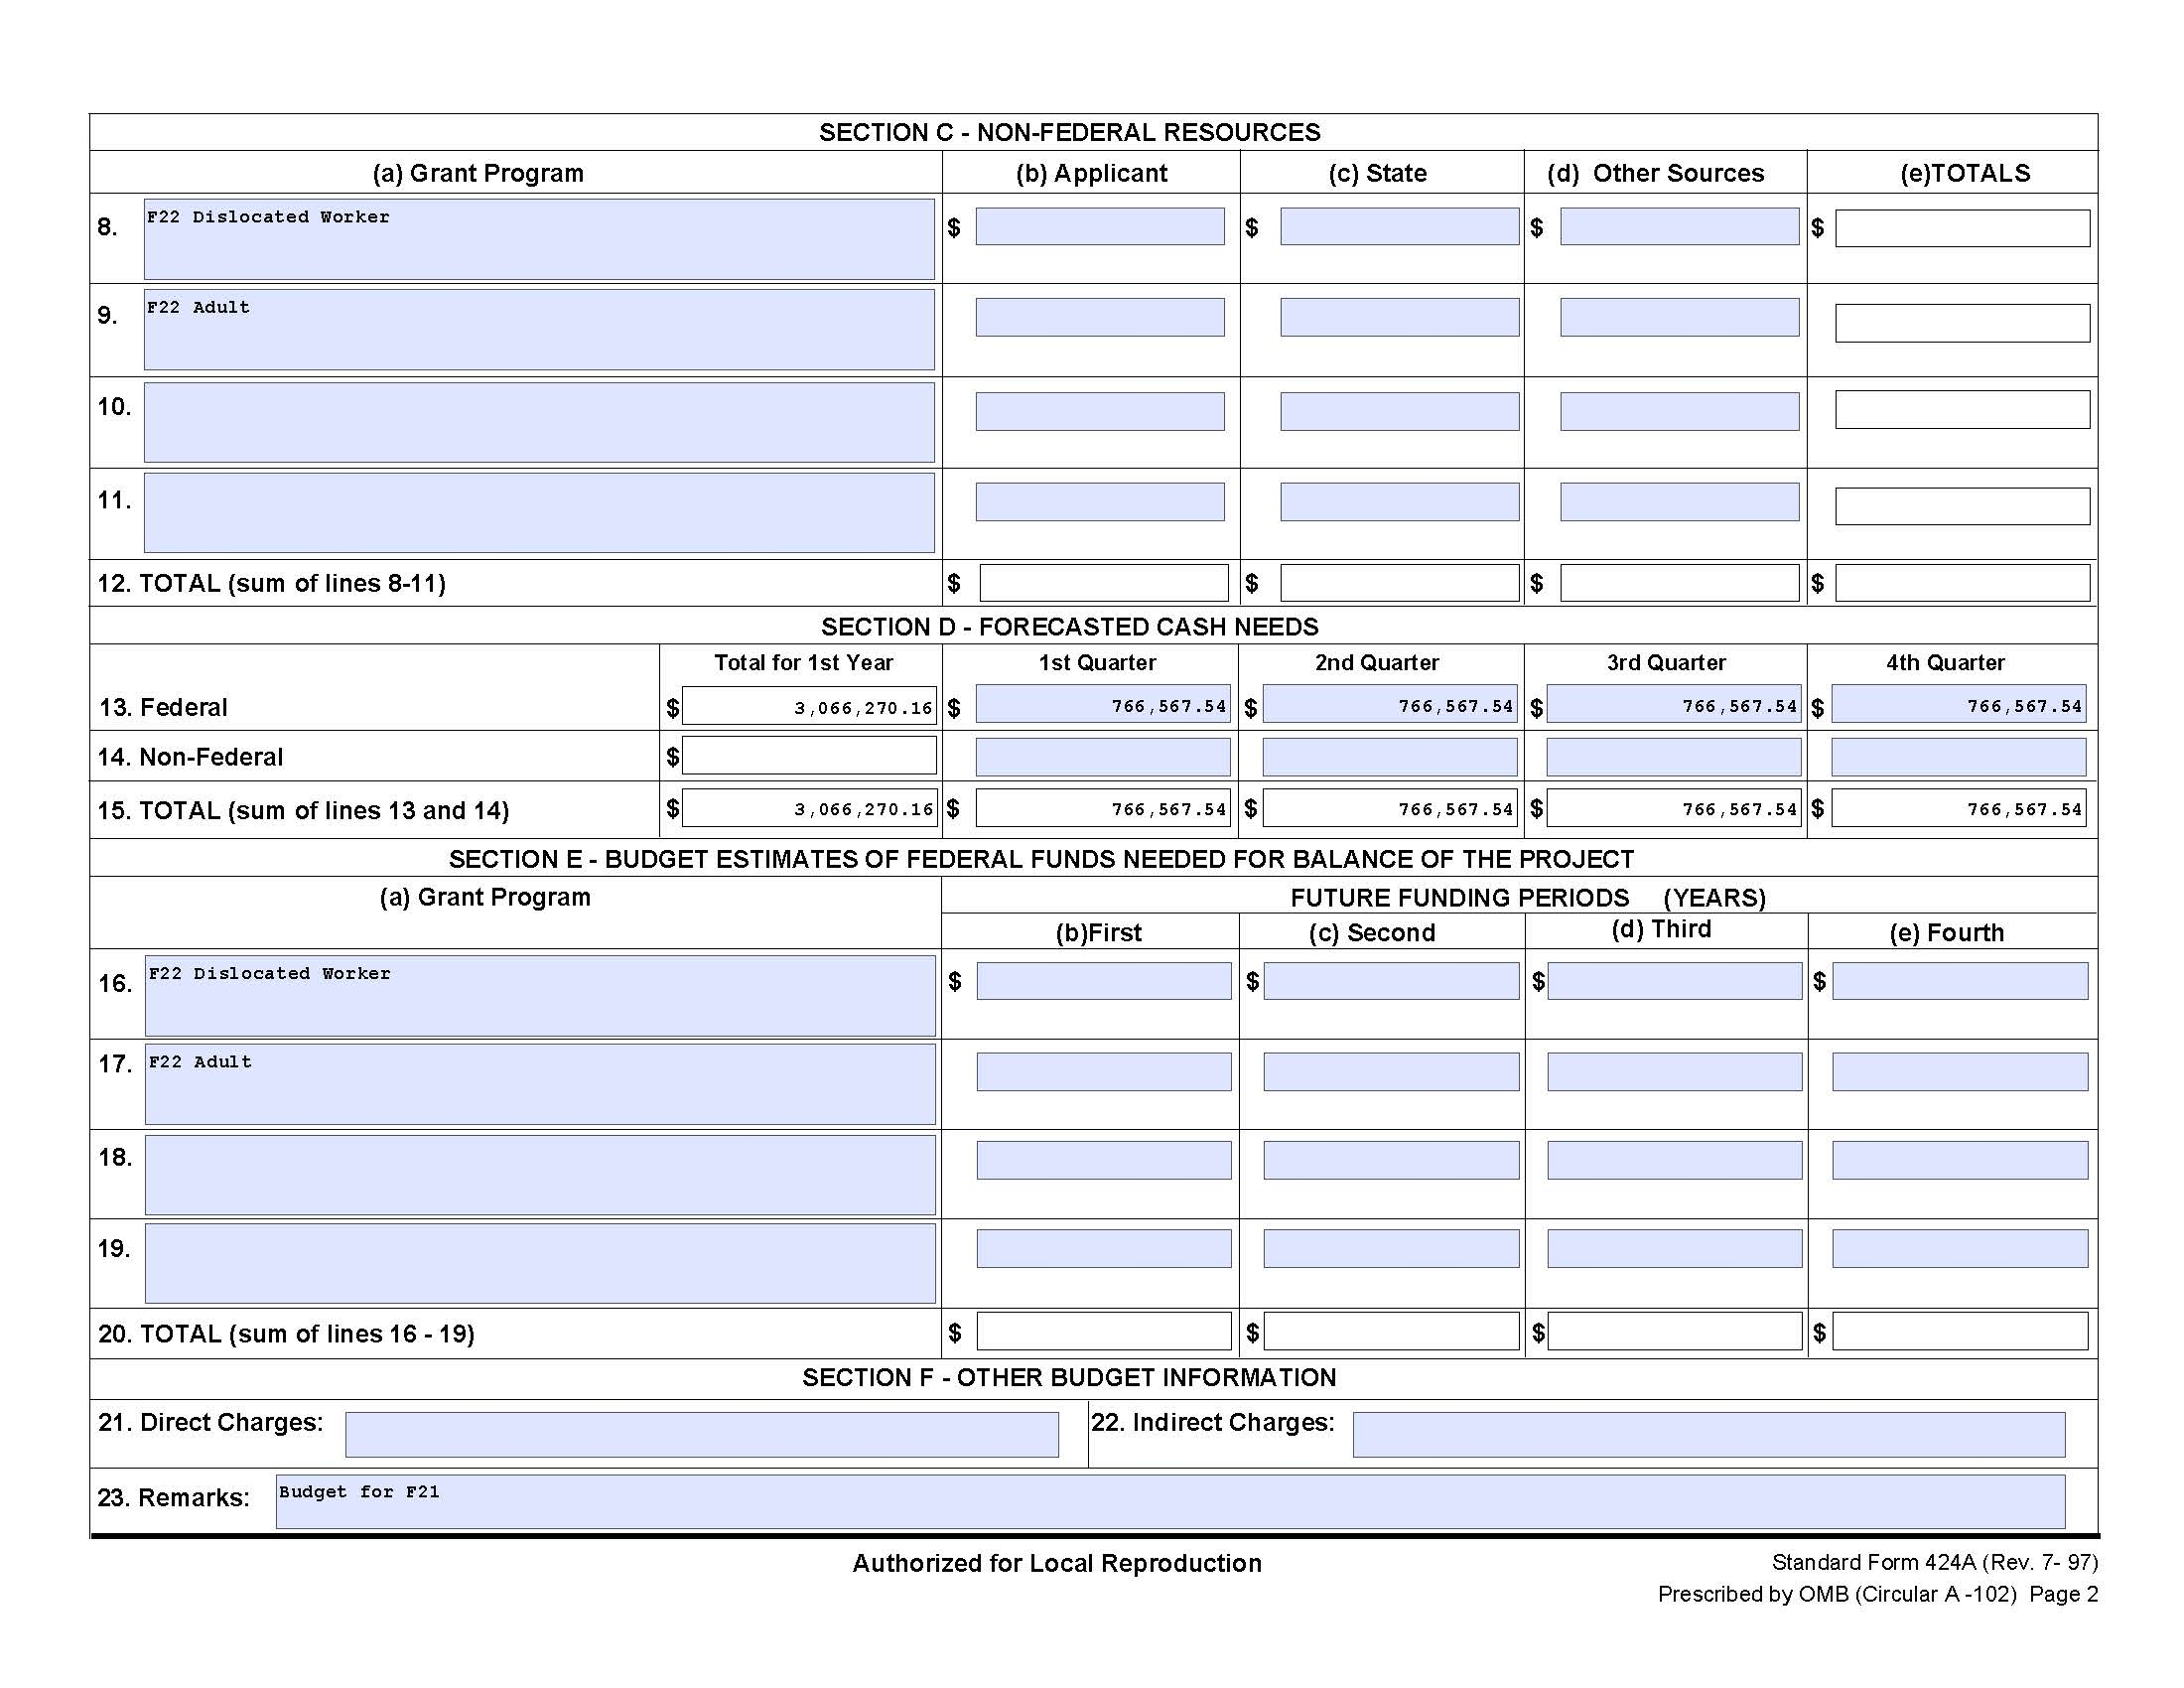 SECTION C - NON-FEDERAL RESOURCES
(a) Grant Program (b) Applicant (c) State (d) Other Sources (e)TOTALS
8. F22 Dislocated Worker $ $ $ $
9. F22 Adult
10.
11.
12. TOTAL (sum of lines 8-11) $ $ $ $
SECTION D - FORECASTED CASH NEEDS
Total for 1st Year 1st Quarter 2nd Quarter 3rd Quarter 4th Quarter
13. Federal $ 3,066,270.16 $ 766,567.54 $ 766,567.54 $ 766,567.54 $ 766,567.54
14. Non-Federal $
15. TOTAL (sum of lines 13 and 14) $ 3,066,270.16 $ 766,567.54 $ 766,567.54 $ 766,567.54 $ 766,567.54
SECTION E - BUDGET ESTIMATES OF FEDERAL FUNDS NEEDED FOR BALANCE OF THE PROJECT
(a) Grant Program FUTURE FUNDING PERIODS (YEARS)
(b)First (c) Second (d) Third (e) Fourth
16. F22 Dislocated Worker $ $ $ $
17. F22 Adult
18.
19.
20. TOTAL (sum of lines 16 - 19) $ $ $ $
SECTION F - OTHER BUDGET INFORMATION
21. Direct Charges: 22. Indirect Charges:
23. Remarks: Budget for F21
Authorized for Local Reproduction Standard Form 424A (Rev. 7- 97)
Prescribed by OMB (Circular A -102) Page 2